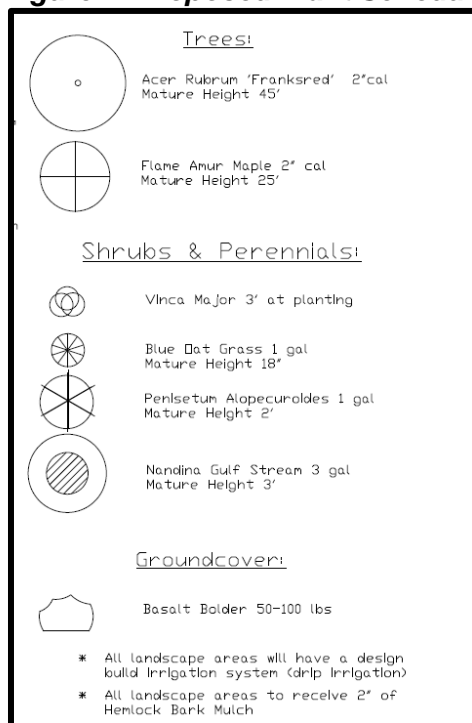 Trees:
Acer Rubrum 'Franksred' 2"cal
Mature Height 45'
Flame Amur Maple 2" cal
Mature Height 25'
Shrubs & Perennials:
Vinca Major 3' at planting
Blue Oat Grass 1 gal
Mature Height 18"
Penisetum Alopecuroides 1 gal
Mature Height 2'
Nandina Gulf Stream 3 gal
Mature Height 3'
Groundcover:
Basalt Bolder 50-100 lbs
* All landscape areas will have a design
build irrigation system (drip irrigation)
* All landscape areas to receive 2" of
Hemlock Bark Mulch